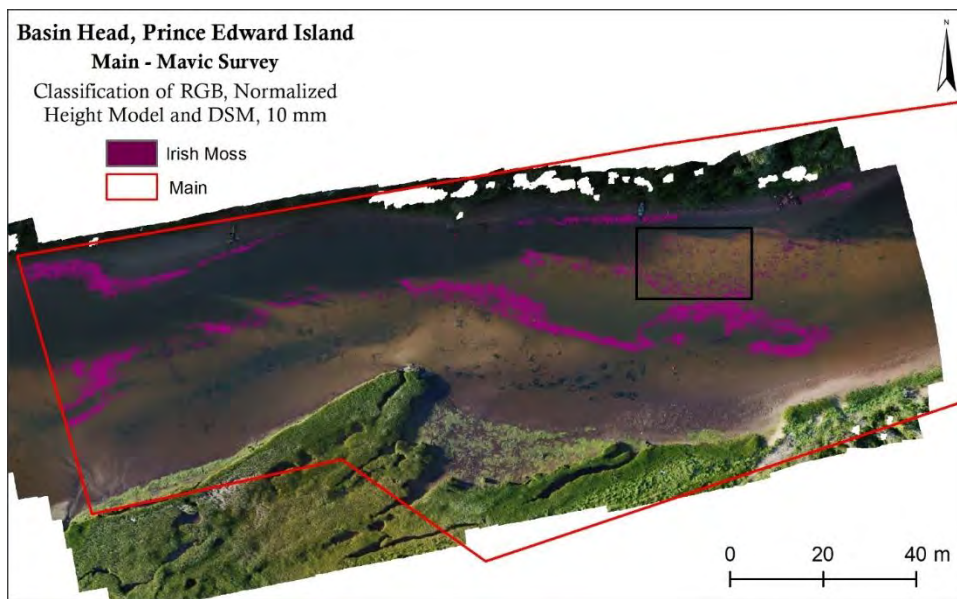 Basin Head, Prince Edward Island
Main - Mavic Survey
Classification of RGB, Normalized
Height Model and DSM, 10 mm
Irish Moss
Main
N
0 20 40 m